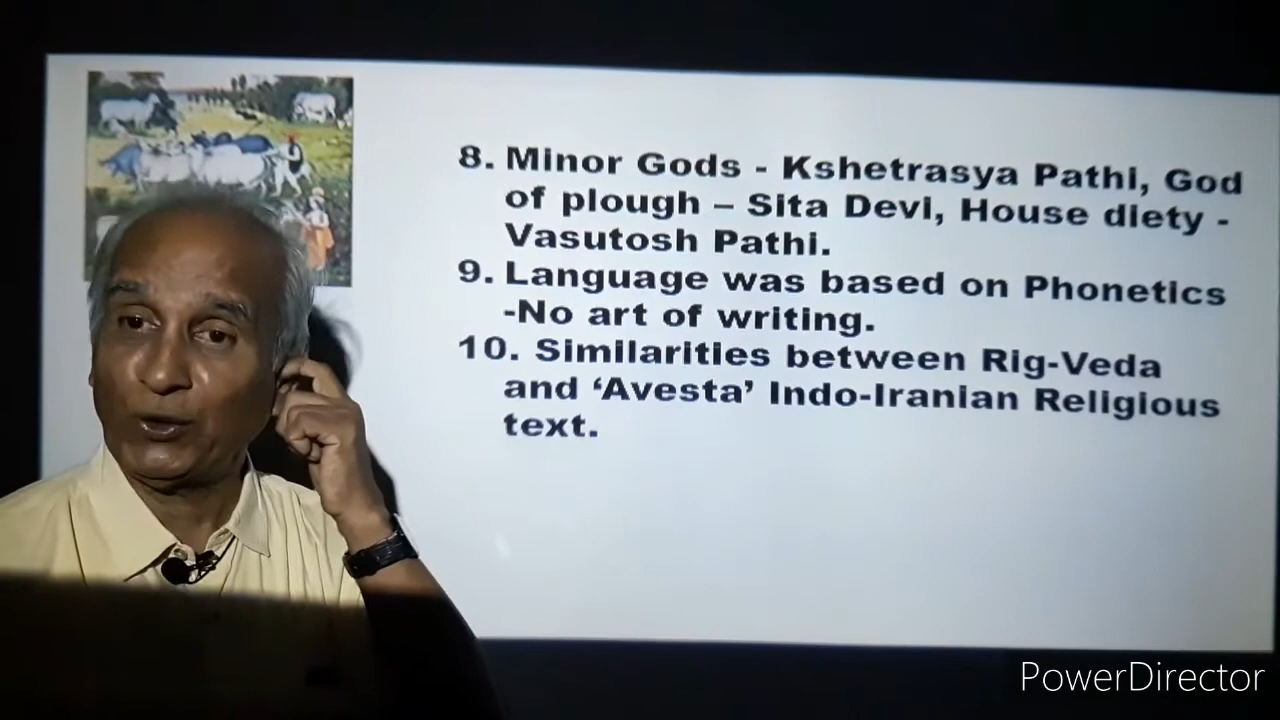 8. Minor Gods - Kshetrasya Pathi, God
of plough – Sita Devi, House diety -
Vasutosh Pathi.
9. Language was based on Phonetics
-No art of writing.
10. Similarities between Rig-Veda
and ‘Avesta’ Indo-Iranian Religious
text.
PowerDirector